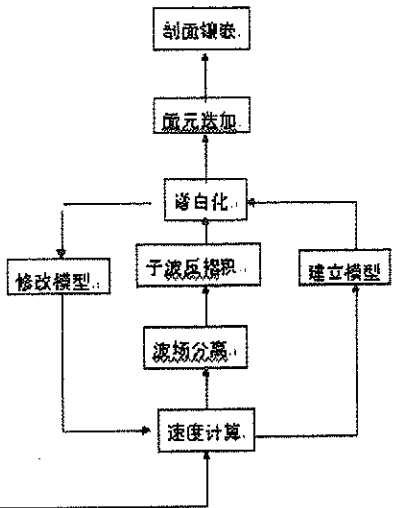 剖面镶嵌
面元迭加
谱白化
子波反褶积
修改模型
建立模型
波场分离
速度计算